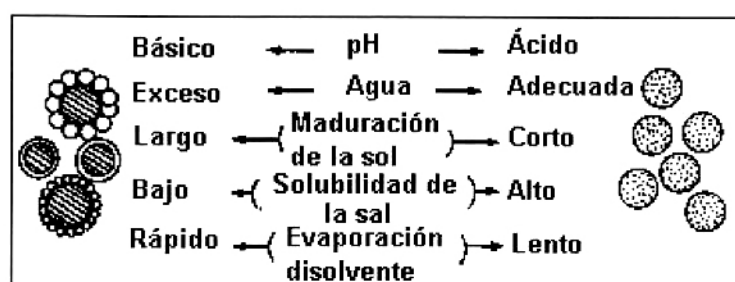 Básico pH Ácido
Exceso Agua Adecuada
Largo Maduración de la sol Corto
Bajo Solubilidad de la sal Alto
Rápido Evaporación disolvente Lento